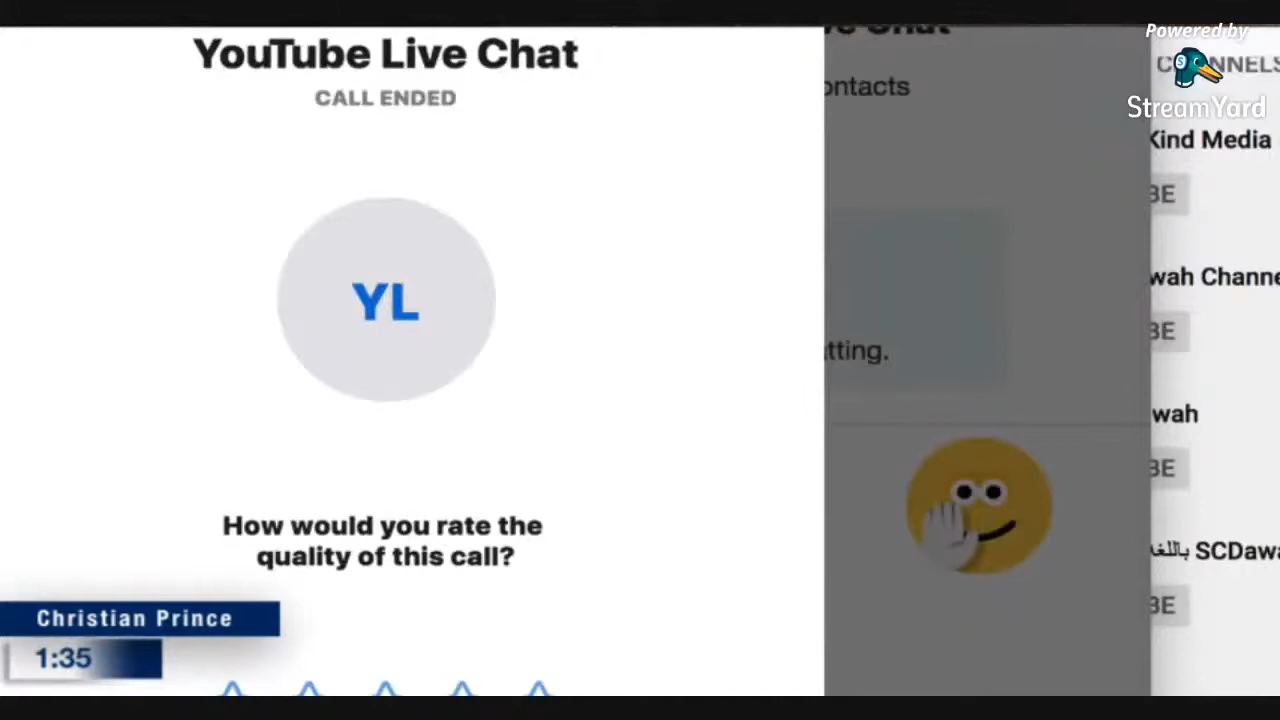 YouTube Live Chat
CALL ENDED
YL
How would you rate the
quality of this call?
Christian Prince
1:35
ontacts
tting.
Powered by
StreamYard
Kind Media
BE
wah Channe
BE
wah
BE
SCDawa باللغة
BE